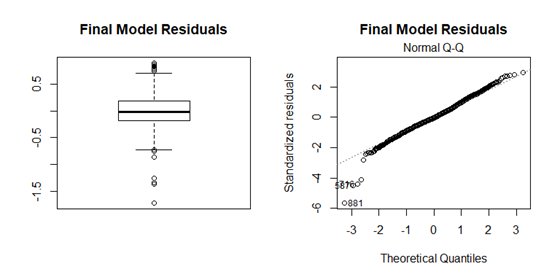 Final Model Residuals
0.5
-0.5
-1.5
Final Model Residuals
Normal Q-Q
Standardized residuals
2
0
-2
-4
-6
881
-3 -2 -1 0 1 2 3
Theoretical Quantiles